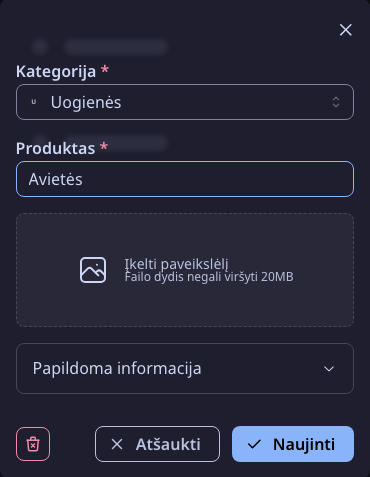 Kategorija *
U Uogienės
Produktas *
Avietės
Įkelti paveikslėlį
Failo dydis negali viršyti 20MB
Papildoma informacija
Atšaukti
Naujinti